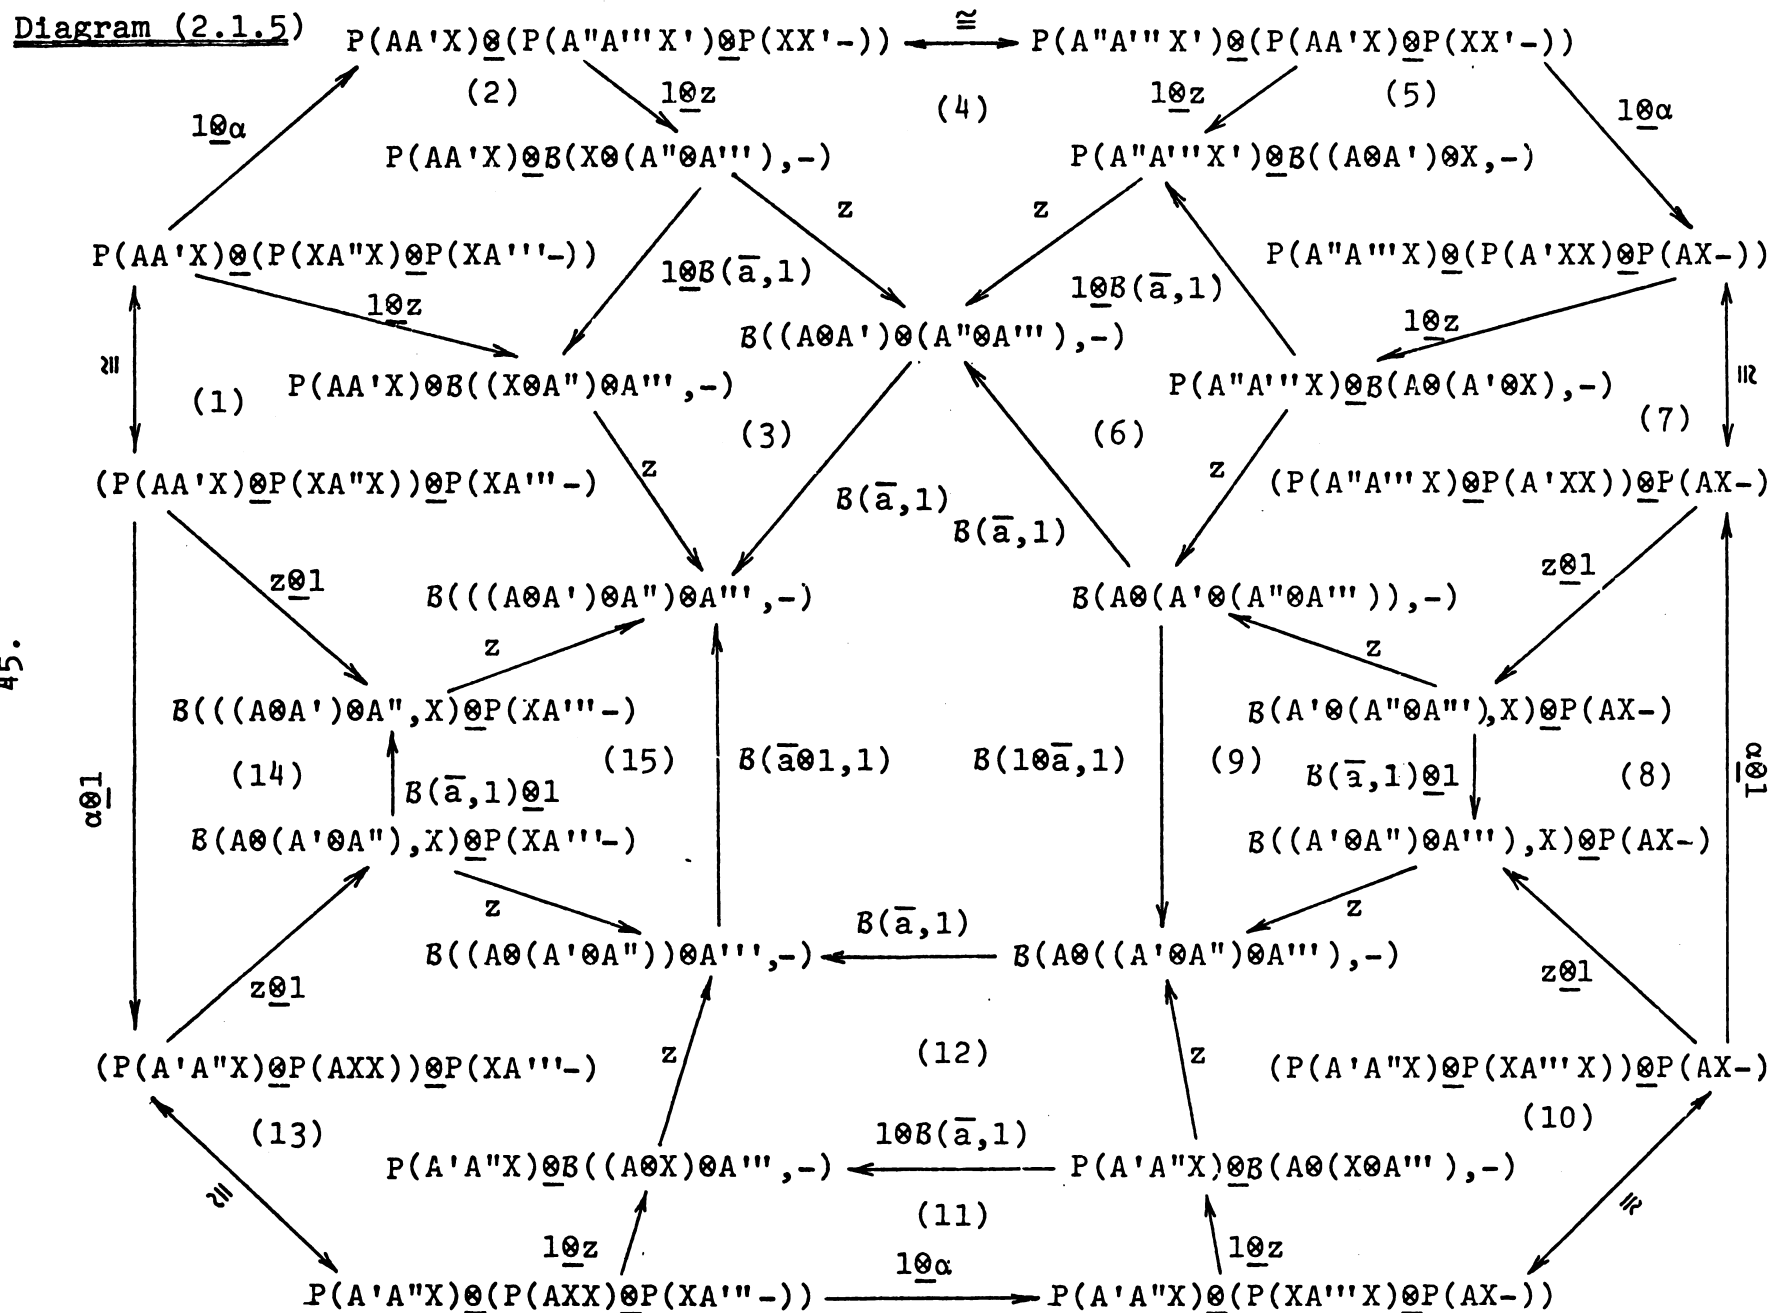 Diagram (2.1.5)
P(AA'X)⊗̲(P(A"A'''X')⊗̲P(XX'-)) ≅ P(A"A'''X')⊗̲(P(AA'X)⊗̲P(XX'-))
(2) 1⊗̲z (4) 1⊗̲z (5)
1⊗̲α 1⊗̲α
P(AA'X)⊗̲B(X⊗(A"⊗A'''),-) P(A"A'''X')⊗̲B((A⊗A')⊗X,-)
z z
P(AA'X)⊗̲(P(XA"X)⊗̲P(XA'''-)) P(A"A'''X)⊗̲(P(A'XX)⊗̲P(AX-))
1⊗̲B(a̅,1) 1⊗̲B(a̅,1)
1⊗̲z 1⊗̲z
B((A⊗A')⊗(A"⊗A'''),-)
≅ ≅
P(AA'X)⊗B((X⊗A")⊗A''',-) P(A"A'''X)⊗̲B(A⊗(A'⊗X),-)
(1) (3) (6) (7)
z z
(P(AA'X)⊗̲P(XA"X))⊗̲P(XA'''-) (P(A"A'''X)⊗̲P(A'XX))⊗̲P(AX-)
B(a̅,1) B(a̅,1)
z⊗̲1 z⊗̲1
B(((A⊗A')⊗A")⊗A''',-) B(A⊗(A'⊗(A"⊗A''')),-)
45.
z z
B(((A⊗A')⊗A",X)⊗̲P(XA'''-) B(A'⊗(A"⊗A'''),X)⊗̲P(AX-)
α⊗̲1 (14) B(a̅,1)⊗̲1 (15) B(a̅⊗1,1) B(1⊗a̅,1) (9) B(a̅,1)⊗̲1 (8) α⊗̲1
B(A⊗(A'⊗A"),X)⊗̲P(XA'''-) B((A'⊗A")⊗A'''),X)⊗̲P(AX-)
z B(a̅,1) z
B((A⊗(A'⊗A"))⊗A''',-) B(A⊗((A'⊗A")⊗A'''),-)
z⊗̲1 z⊗̲1
z (12) z
(P(A'A"X)⊗̲P(AXX))⊗̲P(XA'''-) (P(A'A"X)⊗̲P(XA'''X))⊗̲P(AX-)
(13) 1⊗B(a̅,1) (10)
P(A'A"X)⊗̲B((A⊗X)⊗A''',-) P(A'A"X)⊗̲B(A⊗(X⊗A'''),-)
≅ (11) ≅
1⊗̲z 1⊗̲α 1⊗̲z
P(A'A"X)⊗̲(P(AXX)⊗̲P(XA'''-)) P(A'A"X)⊗̲(P(XA'''X)⊗̲P(AX-))